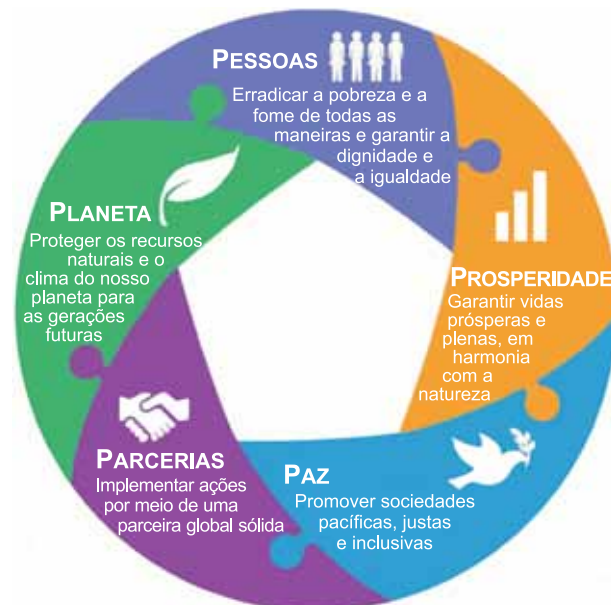 PESSOAS
Erradicar a pobreza e a
fome de todas as
maneiras e garantir a
dignidade e
a igualdade
PROSPERIDADE
Garantir vidas
prósperas e
plenas, em
harmonia
com a
natureza
PAZ
Promover sociedades
pacíficas, justas
e inclusivas
PARCERIAS
Implementar ações
por meio de uma
parceira global sólida
PLANETA
Proteger os recursos
naturais e o
clima do nosso
planeta para
as gerações
futuras